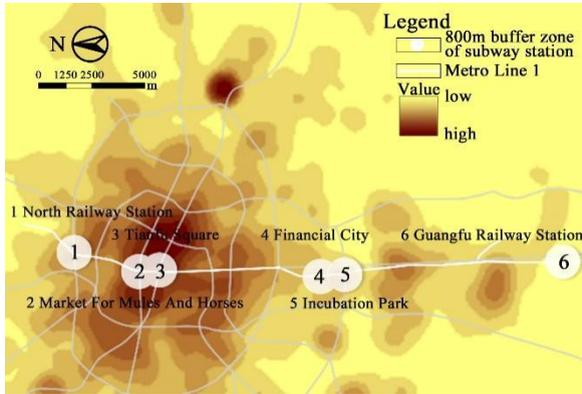 N
0 1250 2500 5000
m
Legend
800m buffer zone
of subway station
Metro Line 1
Value
low
high
1 North Railway Station
3 Tianfu Square
4 Financial City
6 Guangfu Railway Station
1
2
3
4
5
6
2 Market For Mules And Horses
5 Incubation Park